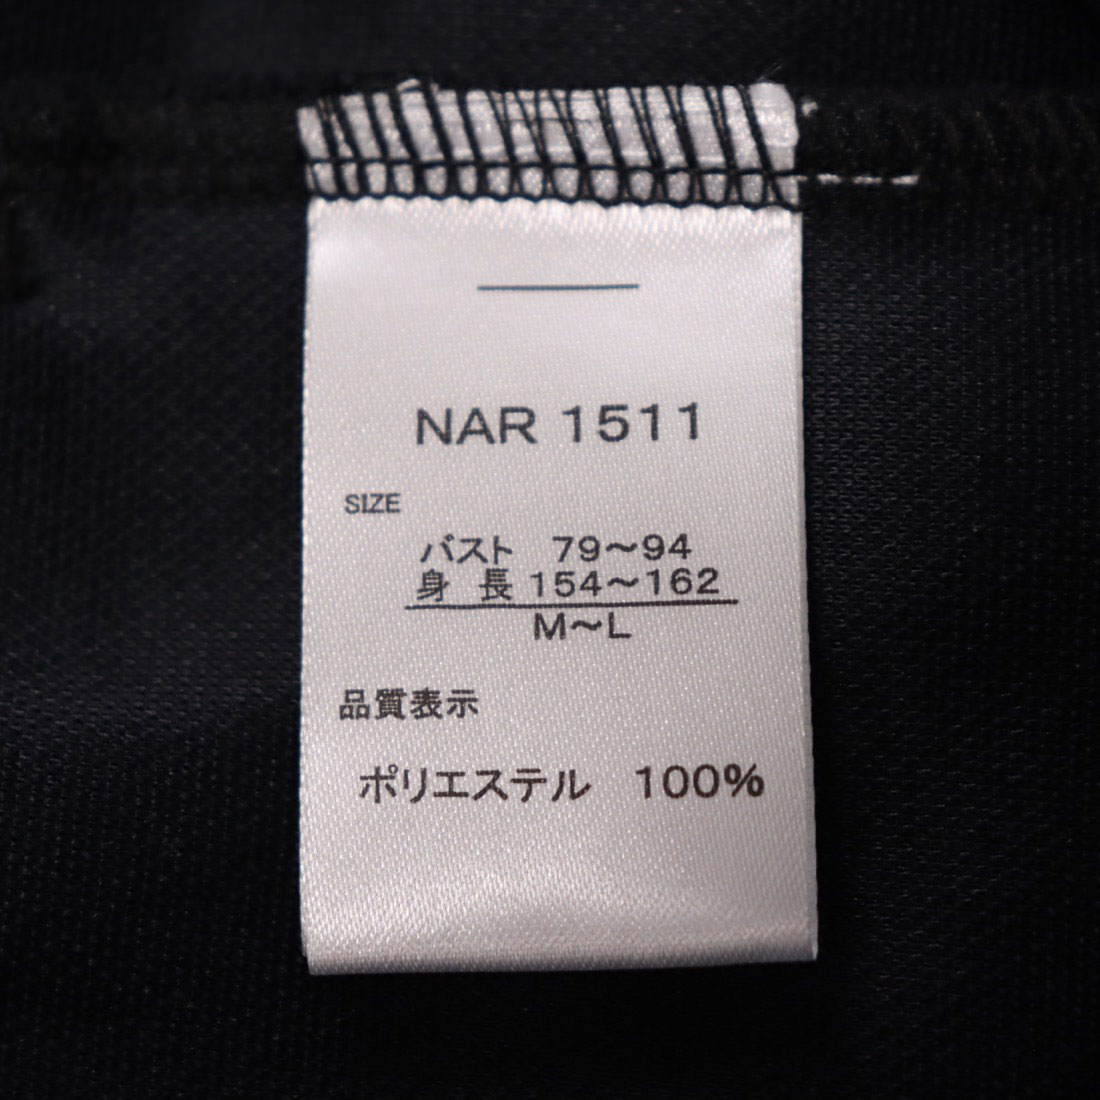 NAR 1511
SIZE
バスト 79～94
身長 154～162
M～L
品質表示
ポリエステル 100%